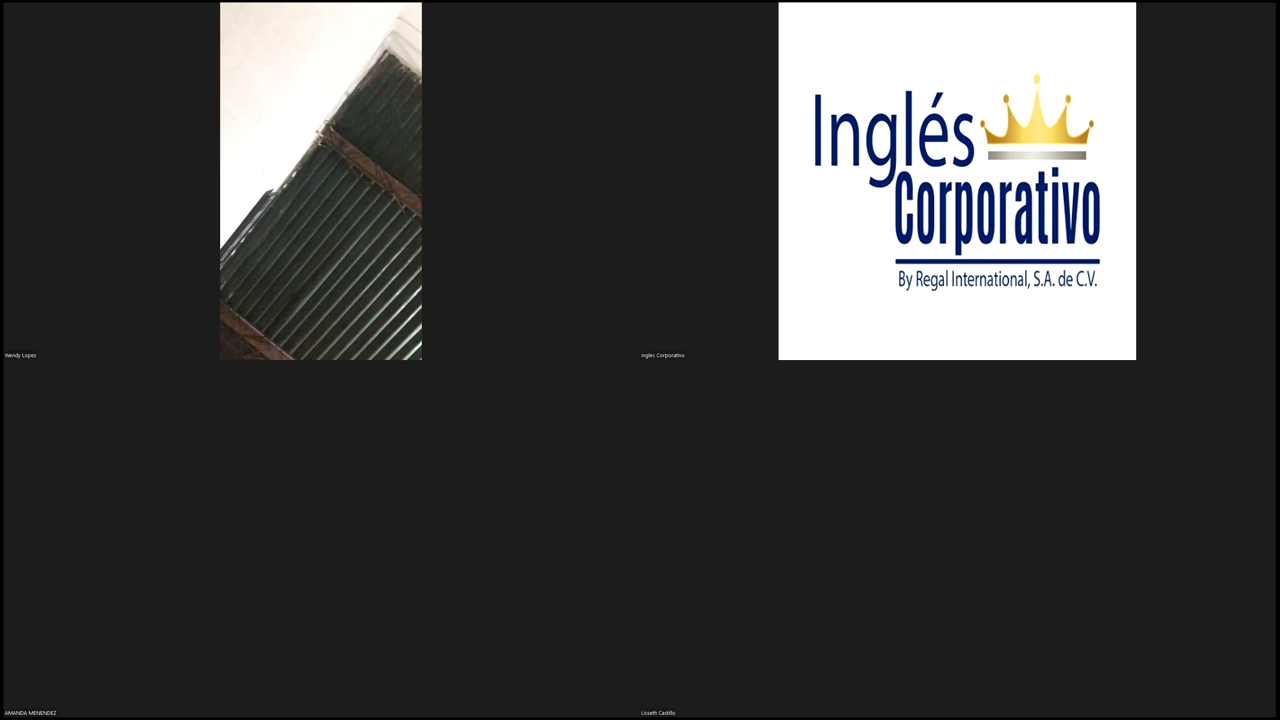 Inglés
Corporativo
By Regal International, S.A. de C.V.
Wendy Lopez
Ingles Corporativo
AMANDA MENENDEZ
Lisseth Castillo